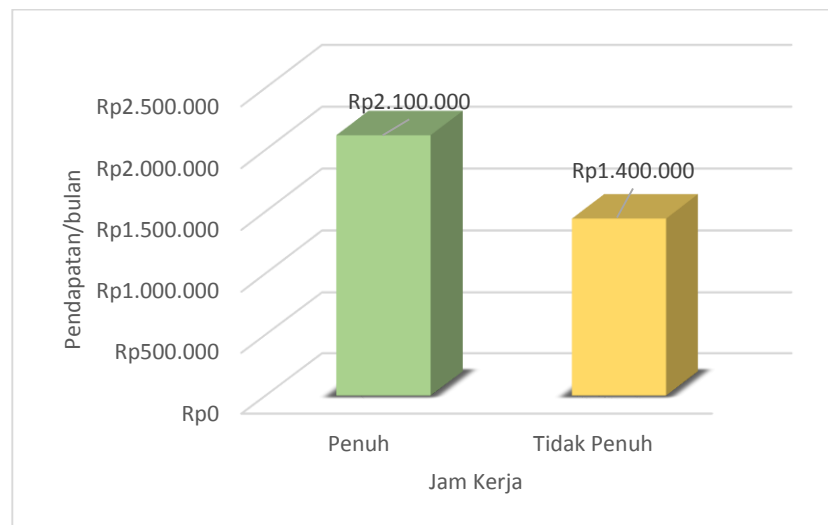 Rp2.100.000
Rp1.400.000
Rp2.500.000
Rp2.000.000
Rp1.500.000
Rp1.000.000
Rp500.000
Rp0
Pendapatan/bulan
Penuh
Tidak Penuh
Jam Kerja